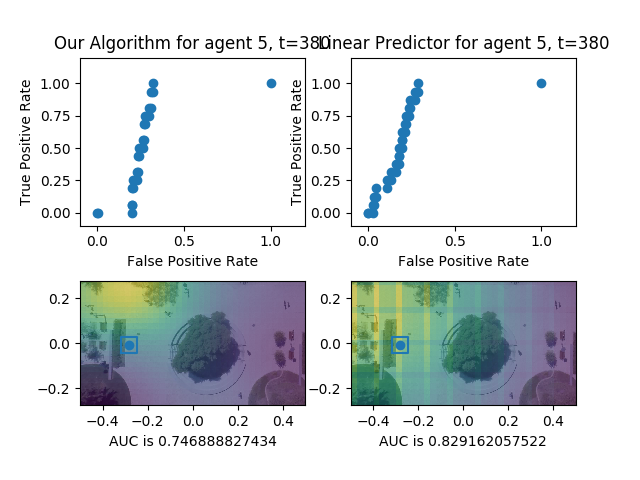 Our Algorithm for agent 5, t=380
Linear Predictor for agent 5, t=380
True Positive Rate
1.00
0.75
0.50
0.25
0.00
0.0 0.5 1.0
False Positive Rate
True Positive Rate
1.00
0.75
0.50
0.25
0.00
0.0 0.5 1.0
False Positive Rate
0.2
0.0
−0.2
−0.4 −0.2 0.0 0.2 0.4
AUC is 0.746888827434
0.2
0.0
−0.2
−0.4 −0.2 0.0 0.2 0.4
AUC is 0.829162057522